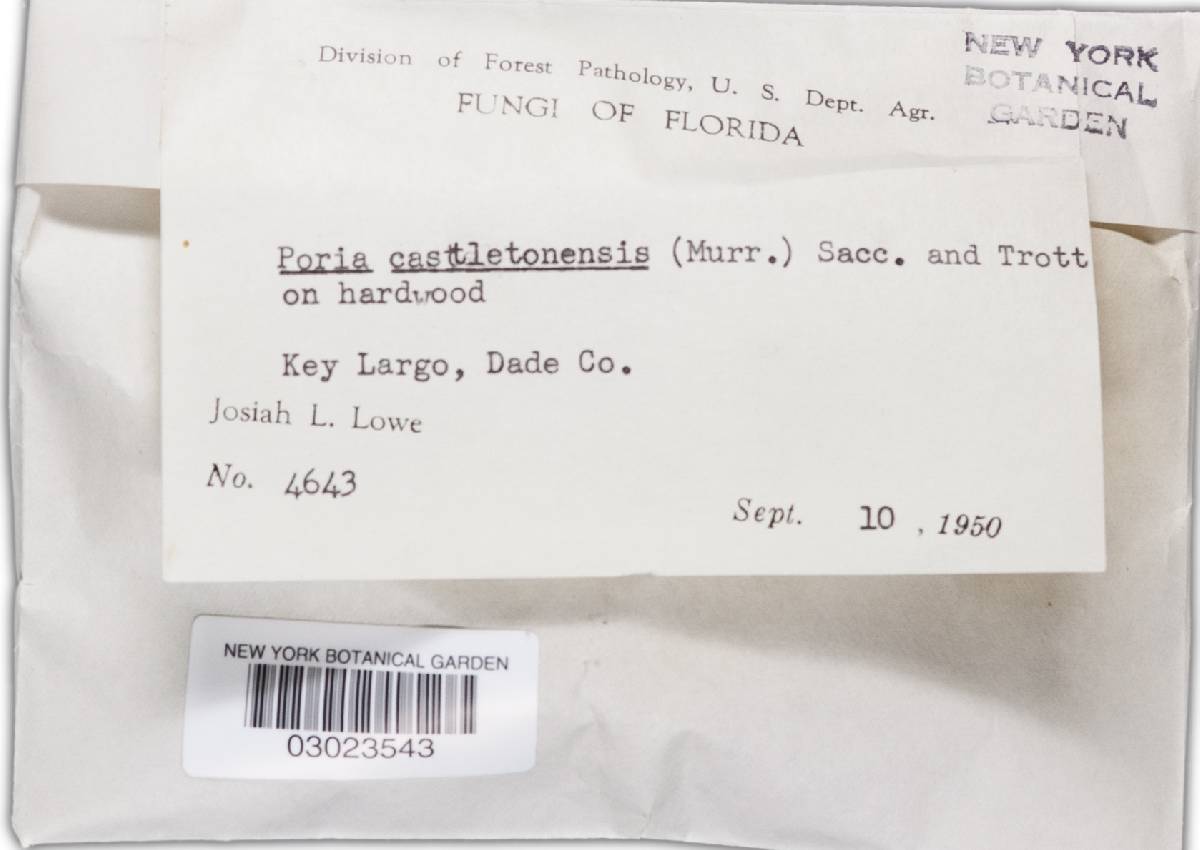 Division of Forest Pathology, U. S. Dept. Agr.
FUNGI OF FLORIDA
NEW YORK
BOTANICAL
GARDEN
Poria casttletonensis (Murr.) Sacc. and Trott
on hardwood
Key Largo, Dade Co.
Josiah L. Lowe
No. 4643
Sept. 10 , 1950
NEW YORK BOTANICAL GARDEN
03023543